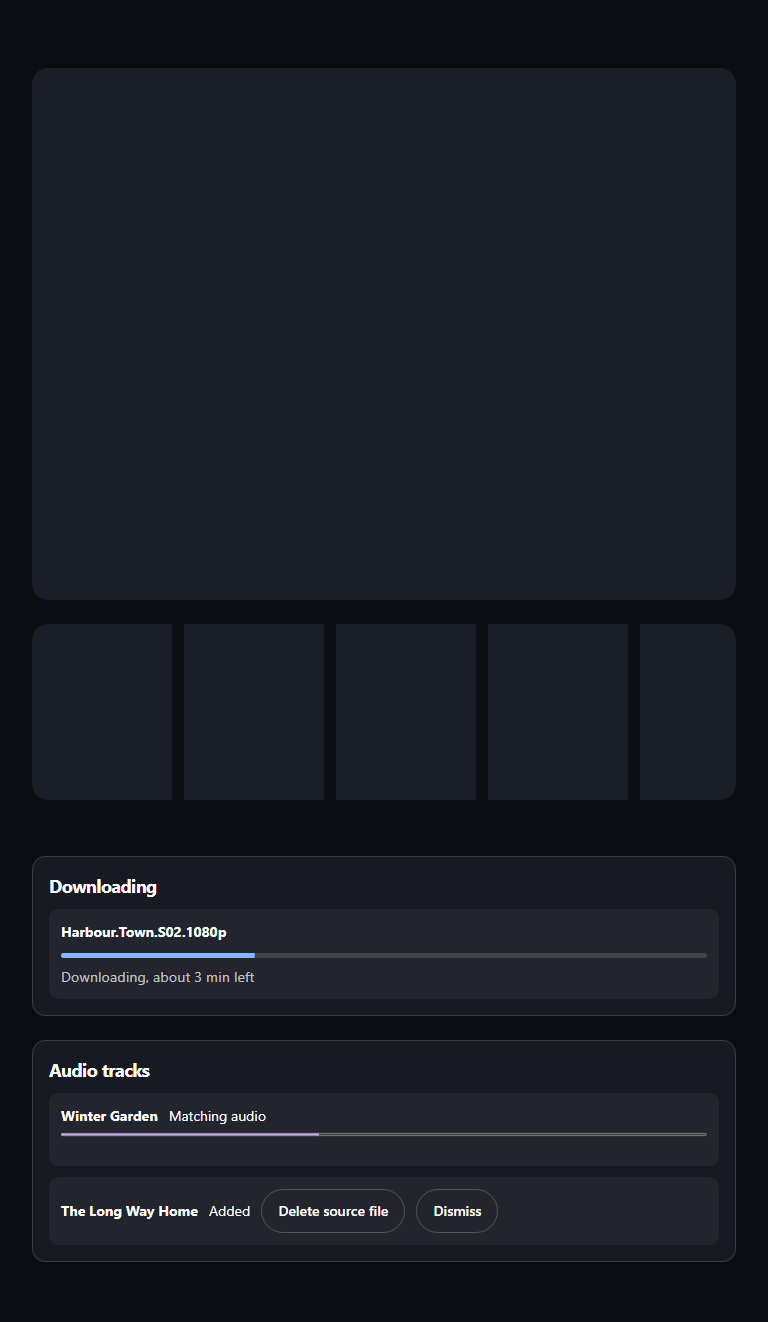 Downloading
Harbour.Town.S02.1080p
Downloading, about 3 min left
Audio tracks
Winter Garden Matching audio
The Long Way Home Added Delete source file Dismiss